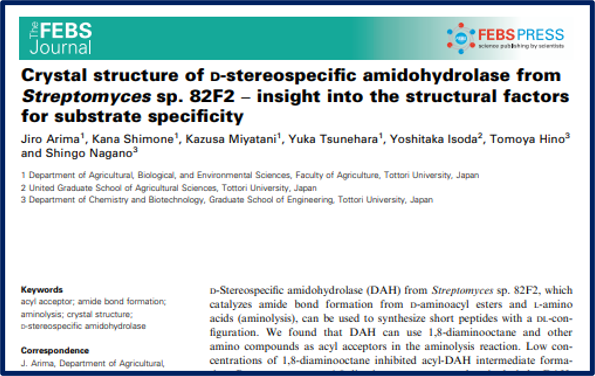 The FEBS Journal
FEBS PRESS
science publishing by scientists
Crystal structure of D-stereospecific amidohydrolase from
Streptomyces sp. 82F2 – insight into the structural factors
for substrate specificity
Jiro Arima1, Kana Shimone1, Kazusa Miyatani1, Yuka Tsunehara1, Yoshitaka Isoda2, Tomoya Hino3
and Shingo Nagano3
1 Department of Agricultural, Biological, and Environmental Sciences, Faculty of Agriculture, Tottori University, Japan
2 United Graduate School of Agricultural Sciences, Tottori University, Japan
3 Department of Chemistry and Biotechnology, Graduate School of Engineering, Tottori University, Japan
Keywords
acyl acceptor; amide bond formation;
aminolysis; crystal structure;
D-stereospecific amidohydrolase
Correspondence
J. Arima, Department of Agricultural,
D-Stereospecific amidohydrolase (DAH) from Streptomyces sp. 82F2, which
catalyzes amide bond formation from D-aminoacyl esters and L-amino
acids (aminolysis), can be used to synthesize short peptides with a DL-con-
figuration. We found that DAH can use 1,8-diaminooctane and other
amino compounds as acyl acceptors in the aminolysis reaction. Low con-
centrations of 1,8-diaminooctane inhibited acyl-DAH intermediate forma-